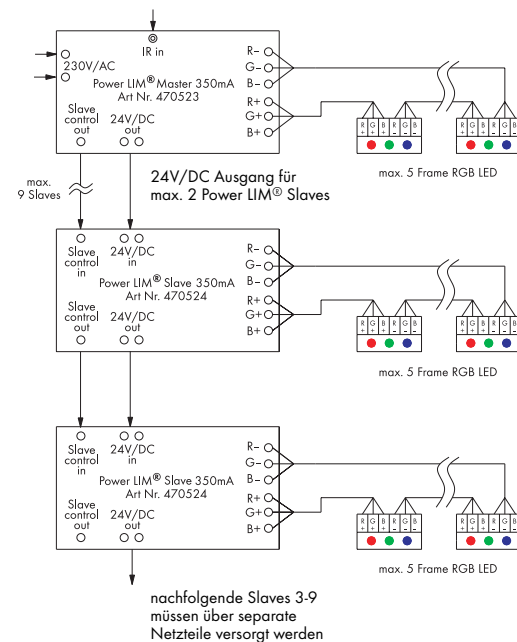 IR in
230V/AC
Power LIM® Master 350mA
Art Nr. 470523
Slave
control
out
24V/DC
out
R–
G–
B–
R+
G+
B+
R + G + B + R – G – B –
R + G + B + R – G – B –
max. 5 Frame RGB LED
max.
9 Slaves
24V/DC Ausgang für
max. 2 Power LIM® Slaves
Slave
control
in
24V/DC
in
Power LIM® Slave 350mA
Art Nr. 470524
Slave
control
out
24V/DC
out
R–
G–
B–
R+
G+
B+
R + G + B + R – G – B –
R + G + B + R – G – B –
max. 5 Frame RGB LED
Slave
control
in
24V/DC
in
Power LIM® Slave 350mA
Art Nr. 470524
Slave
control
out
24V/DC
out
R–
G–
B–
R+
G+
B+
R + G + B + R – G – B –
R + G + B + R – G – B –
max. 5 Frame RGB LED
nachfolgende Slaves 3-9
müssen über separate
Netzteile versorgt werden